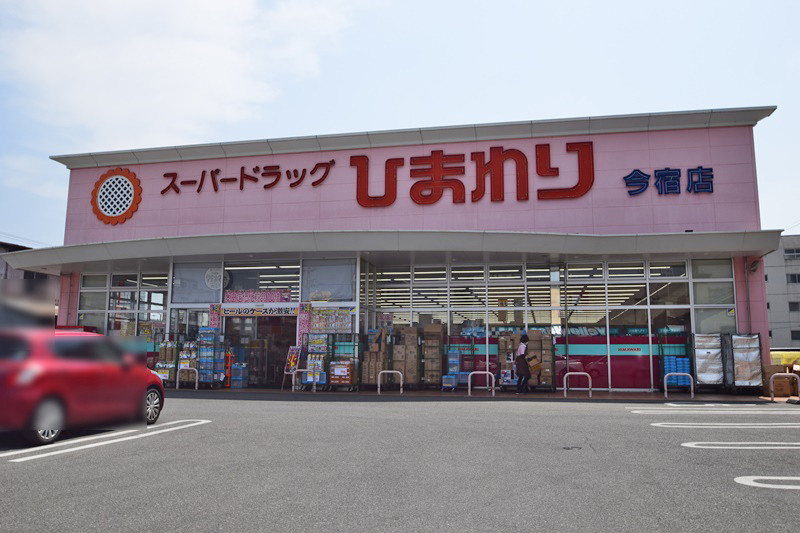 スーパードラッグ ひまわり 今宿店
ビールのケースが激安!!